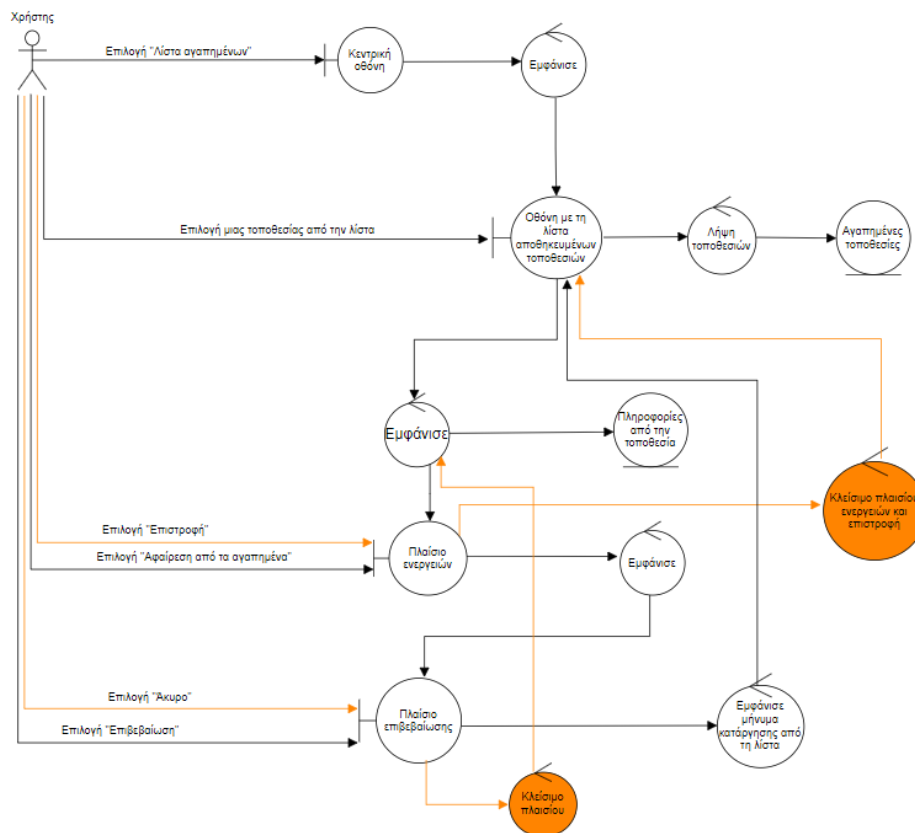 Χρήστης
Επιλογή "Λίστα αγαπημένων"
Κεντρική
οθόνη
Εμφάνισε
Επιλογή μιας τοποθεσίας από την λίστα
Οθόνη με τη
λίστα
αποθηκευμένων
τοποθεσιών
Λήψη
τοποθεσιών
Αγαπημένες
τοποθεσίες
Εμφάνισε
Πληροφορίες
από την
τοποθεσία
Κλείσιμο πλαισίου
ενεργειών και
επιστροφή
Επιλογή "Επιστροφή"
Επιλογή "Αφαίρεση από τα αγαπημένα"
Πλαίσιο
ενεργειών
Εμφάνισε
Επιλογή "Άκυρο"
Επιλογή "Επιβεβαίωση"
Πλαίσιο
επιβεβαίωσης
Εμφάνισε
μήνυμα
κατάργησης από
τη λίστα
Κλείσιμο
πλαισίου